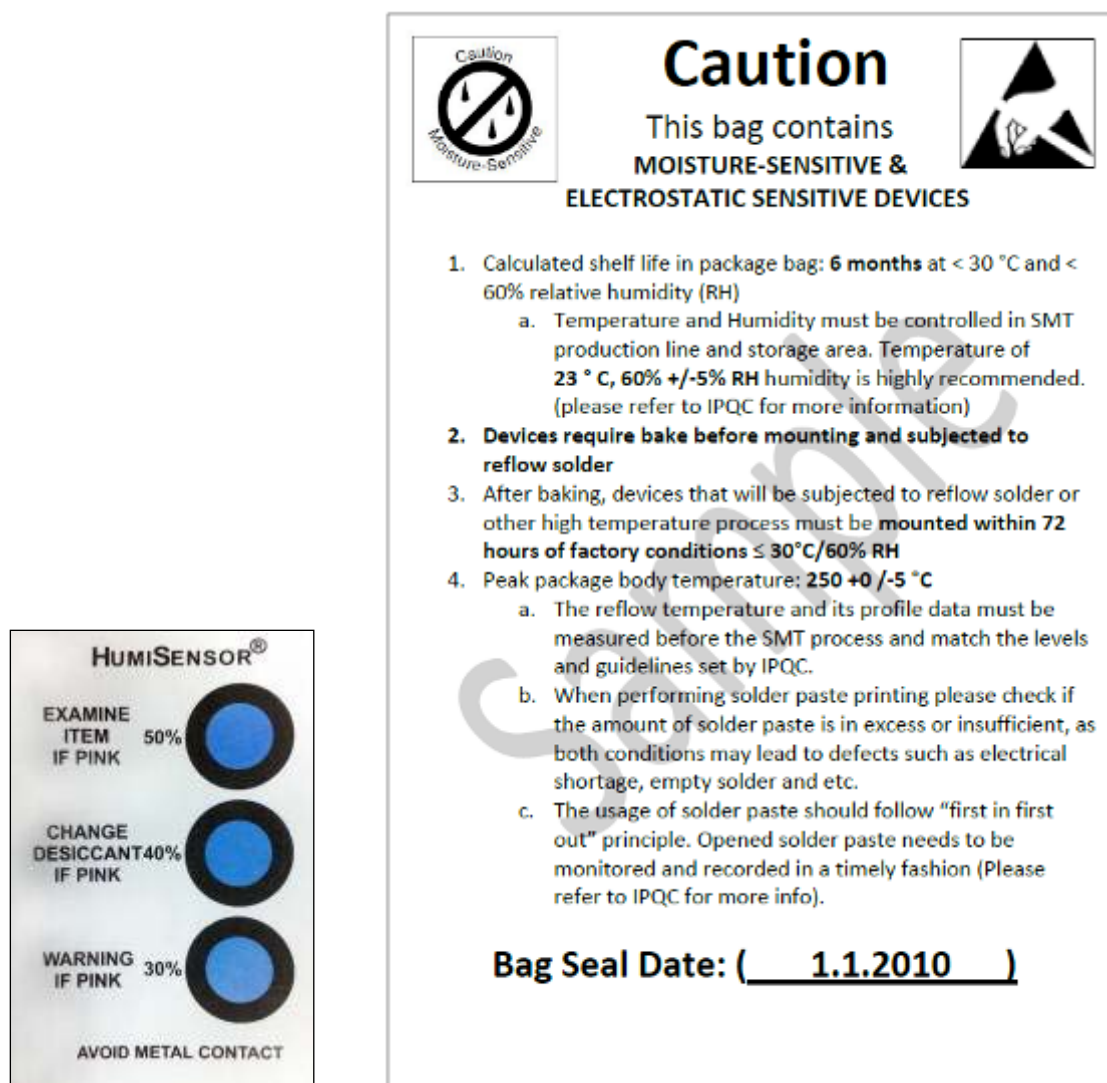 HUMISENSOR®
EXAMINE
ITEM 50%
IF PINK
CHANGE
DESICCANT40%
IF PINK
WARNING 30%
IF PINK
AVOID METAL CONTACT
Caution
Moisture-Sensitive
Caution
This bag contains
MOISTURE-SENSITIVE &
ELECTROSTATIC SENSITIVE DEVICES
1. Calculated shelf life in package bag: 6 months at < 30 °C and <
60% relative humidity (RH)
a. Temperature and Humidity must be controlled in SMT
production line and storage area. Temperature of
23 ° C, 60% +/-5% RH humidity is highly recommended.
(please refer to IPQC for more information)
2. Devices require bake before mounting and subjected to
reflow solder
3. After baking, devices that will be subjected to reflow solder or
other high temperature process must be mounted within 72
hours of factory conditions ≤ 30°C/60% RH
4. Peak package body temperature: 250 +0 /-5 °C
a. The reflow temperature and its profile data must be
measured before the SMT process and match the levels
and guidelines set by IPQC.
b. When performing solder paste printing please check if
the amount of solder paste is in excess or insufficient, as
both conditions may lead to defects such as electrical
shortage, empty solder and etc.
c. The usage of solder paste should follow “first in first
out” principle. Opened solder paste needs to be
monitored and recorded in a timely fashion (Please
refer to IPQC for more info).
Bag Seal Date: ( 1.1.2010 )
Sample